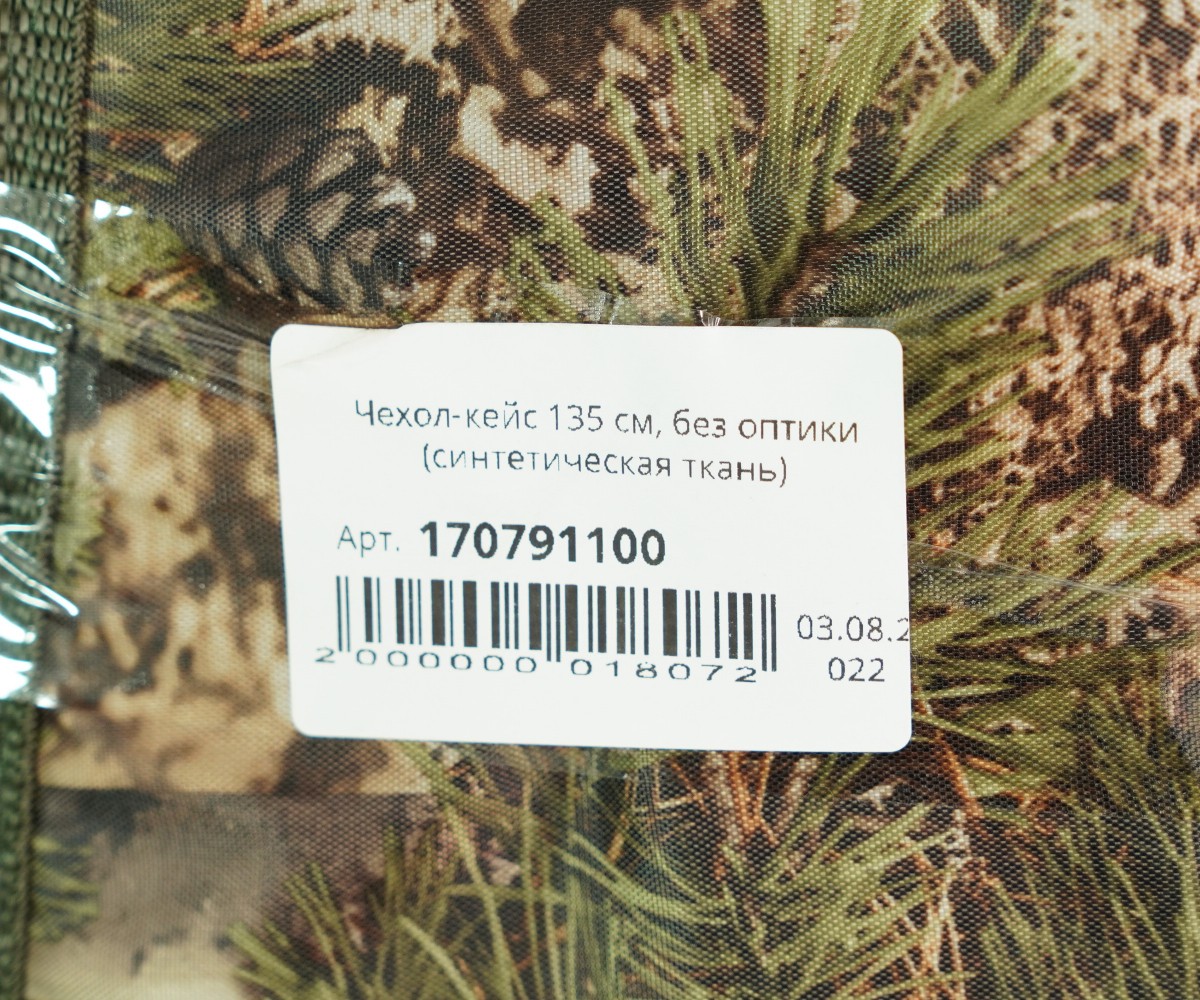 Чехол-кейс 135 см, без оптики
(синтетическая ткань)
Арт. 170791100
2 000000 018072
03.08.2
022